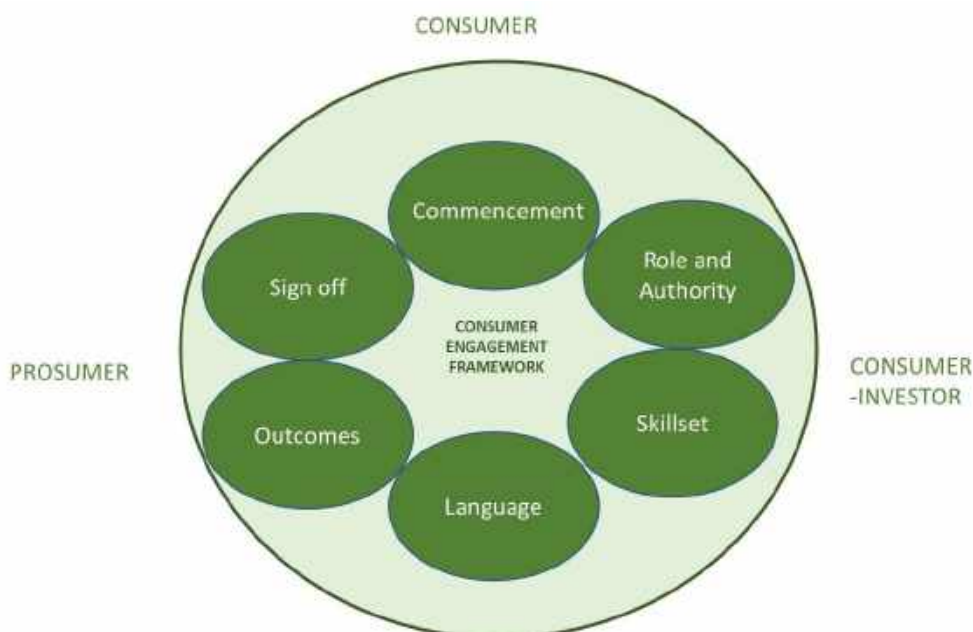 CONSUMER
Commencement
Sign off
Role and
Authority
CONSUMER
ENGAGEMENT
FRAMEWORK
PROSUMER
CONSUMER
-INVESTOR
Outcomes
Skillset
Language